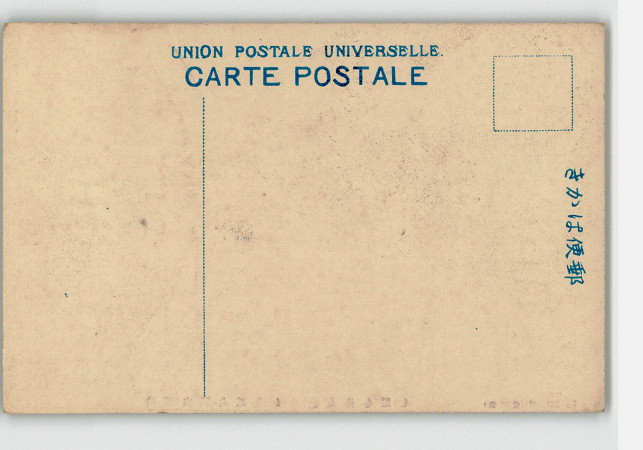 UNION POSTALE UNIVERSELLE.
CARTE POSTALE
きかは便郵